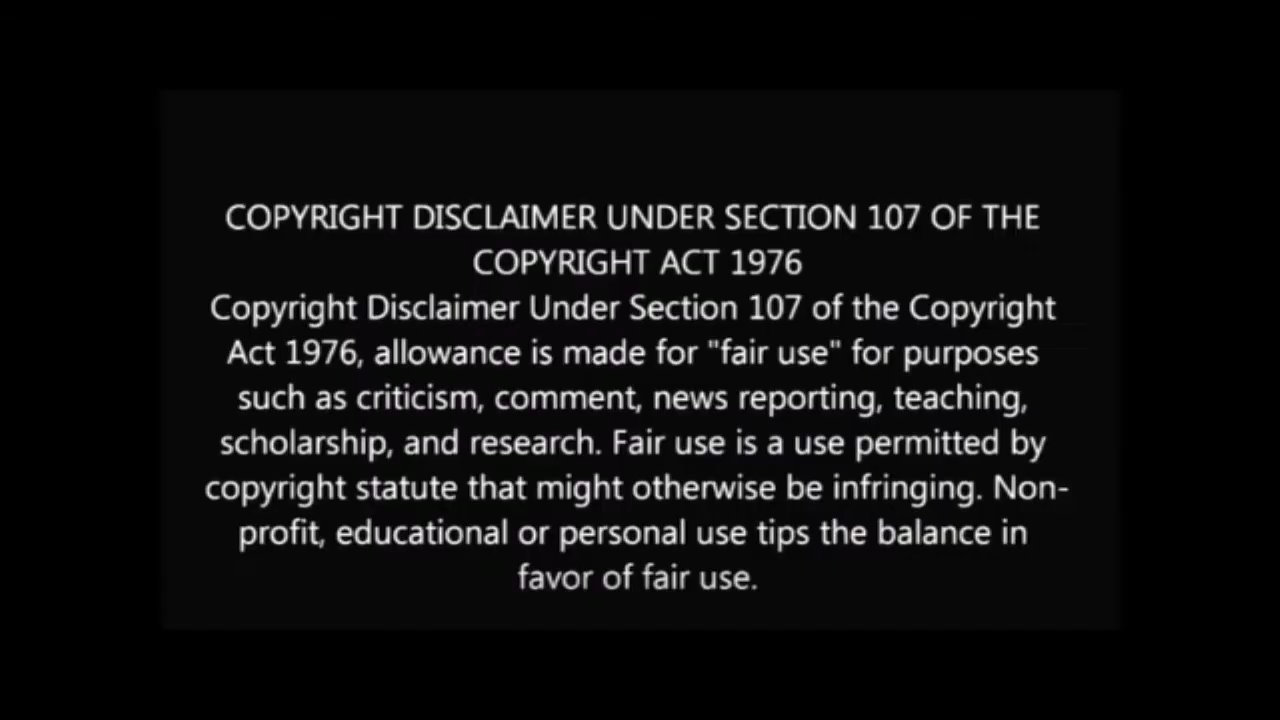 COPYRIGHT DISCLAIMER UNDER SECTION 107 OF THE
COPYRIGHT ACT 1976
Copyright Disclaimer Under Section 107 of the Copyright
Act 1976, allowance is made for "fair use" for purposes
such as criticism, comment, news reporting, teaching,
scholarship, and research. Fair use is a use permitted by
copyright statute that might otherwise be infringing. Non-
profit, educational or personal use tips the balance in
favor of fair use.